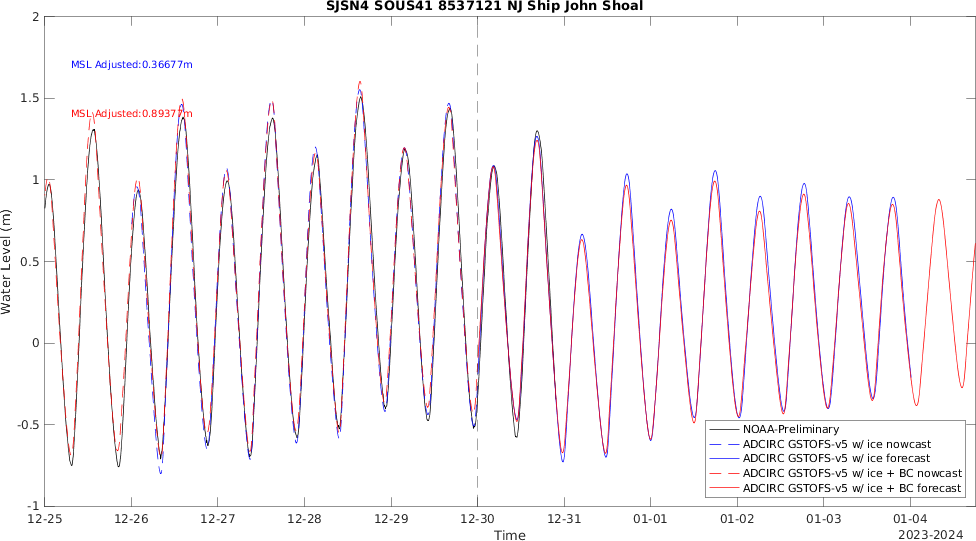 SJSN4 SOUS41 8537121 NJ Ship John Shoal
2
1.5
1
0.5
0
-0.5
-1
Water Level (m)
MSL Adjusted:0.36677m
MSL Adjusted:0.89377m
NOAA-Preliminary
ADCIRC GSTOFS-v5 w/ ice nowcast
ADCIRC GSTOFS-v5 w/ ice forecast
ADCIRC GSTOFS-v5 w/ ice + BC nowcast
ADCIRC GSTOFS-v5 w/ ice + BC forecast
12-25 12-26 12-27 12-28 12-29 12-30 12-31 01-01 01-02 01-03 01-04
Time
2023-2024